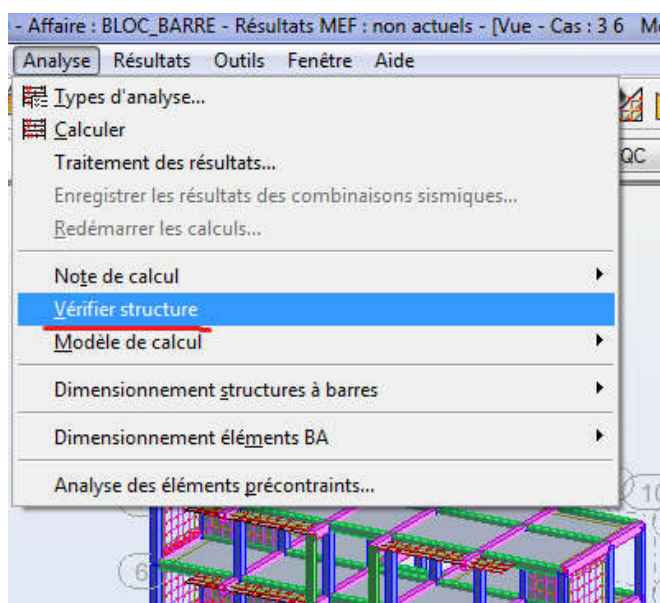 - Affaire : BLOC_BARRE - Résultats MEF : non actuels - [Vue - Cas : 3 6
Analyse Résultats Outils Fenêtre Aide
Types d'analyse...
Calculer
Traitement des résultats...
QC
Enregistrer les résultats des combinaisons sismiques...
Redémarrer les calculs...
Note de calcul
Vérifier structure
Modèle de calcul
Dimensionnement structures à barres
Dimensionnement éléments BA
Analyse des éléments précontraints...
10
6